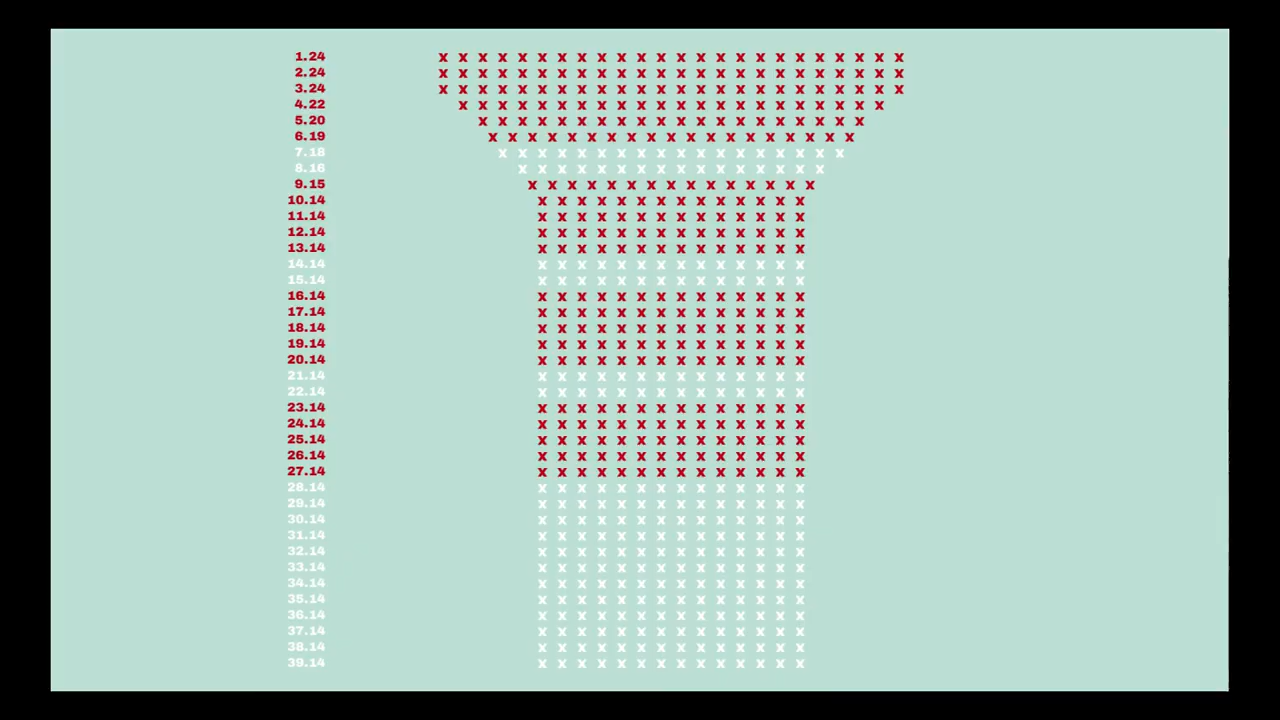 1.24 x x x x x x x x x x x x x x x x x x x x x x x x
2.24 x x x x x x x x x x x x x x x x x x x x x x x x
3.24 x x x x x x x x x x x x x x x x x x x x x x x x
4.22 x x x x x x x x x x x x x x x x x x x x x x
5.20 x x x x x x x x x x x x x x x x x x x x
6.19 x x x x x x x x x x x x x x x x x x x
7.18 x x x x x x x x x x x x x x x x x x
8.16 x x x x x x x x x x x x x x x x
9.15 x x x x x x x x x x x x x x x
10.14 x x x x x x x x x x x x x x
11.14 x x x x x x x x x x x x x x
12.14 x x x x x x x x x x x x x x
13.14 x x x x x x x x x x x x x x
14.14 x x x x x x x x x x x x x x
15.14 x x x x x x x x x x x x x x
16.14 x x x x x x x x x x x x x x
17.14 x x x x x x x x x x x x x x
18.14 x x x x x x x x x x x x x x
19.14 x x x x x x x x x x x x x x
20.14 x x x x x x x x x x x x x x
21.14 x x x x x x x x x x x x x x
22.14 x x x x x x x x x x x x x x
23.14 x x x x x x x x x x x x x x
24.14 x x x x x x x x x x x x x x
25.14 x x x x x x x x x x x x x x
26.14 x x x x x x x x x x x x x x
27.14 x x x x x x x x x x x x x x
28.14 x x x x x x x x x x x x x x
29.14 x x x x x x x x x x x x x x
30.14 x x x x x x x x x x x x x x
31.14 x x x x x x x x x x x x x x
32.14 x x x x x x x x x x x x x x
33.14 x x x x x x x x x x x x x x
34.14 x x x x x x x x x x x x x x
35.14 x x x x x x x x x x x x x x
36.14 x x x x x x x x x x x x x x
37.14 x x x x x x x x x x x x x x
38.14 x x x x x x x x x x x x x x
39.14 x x x x x x x x x x x x x x